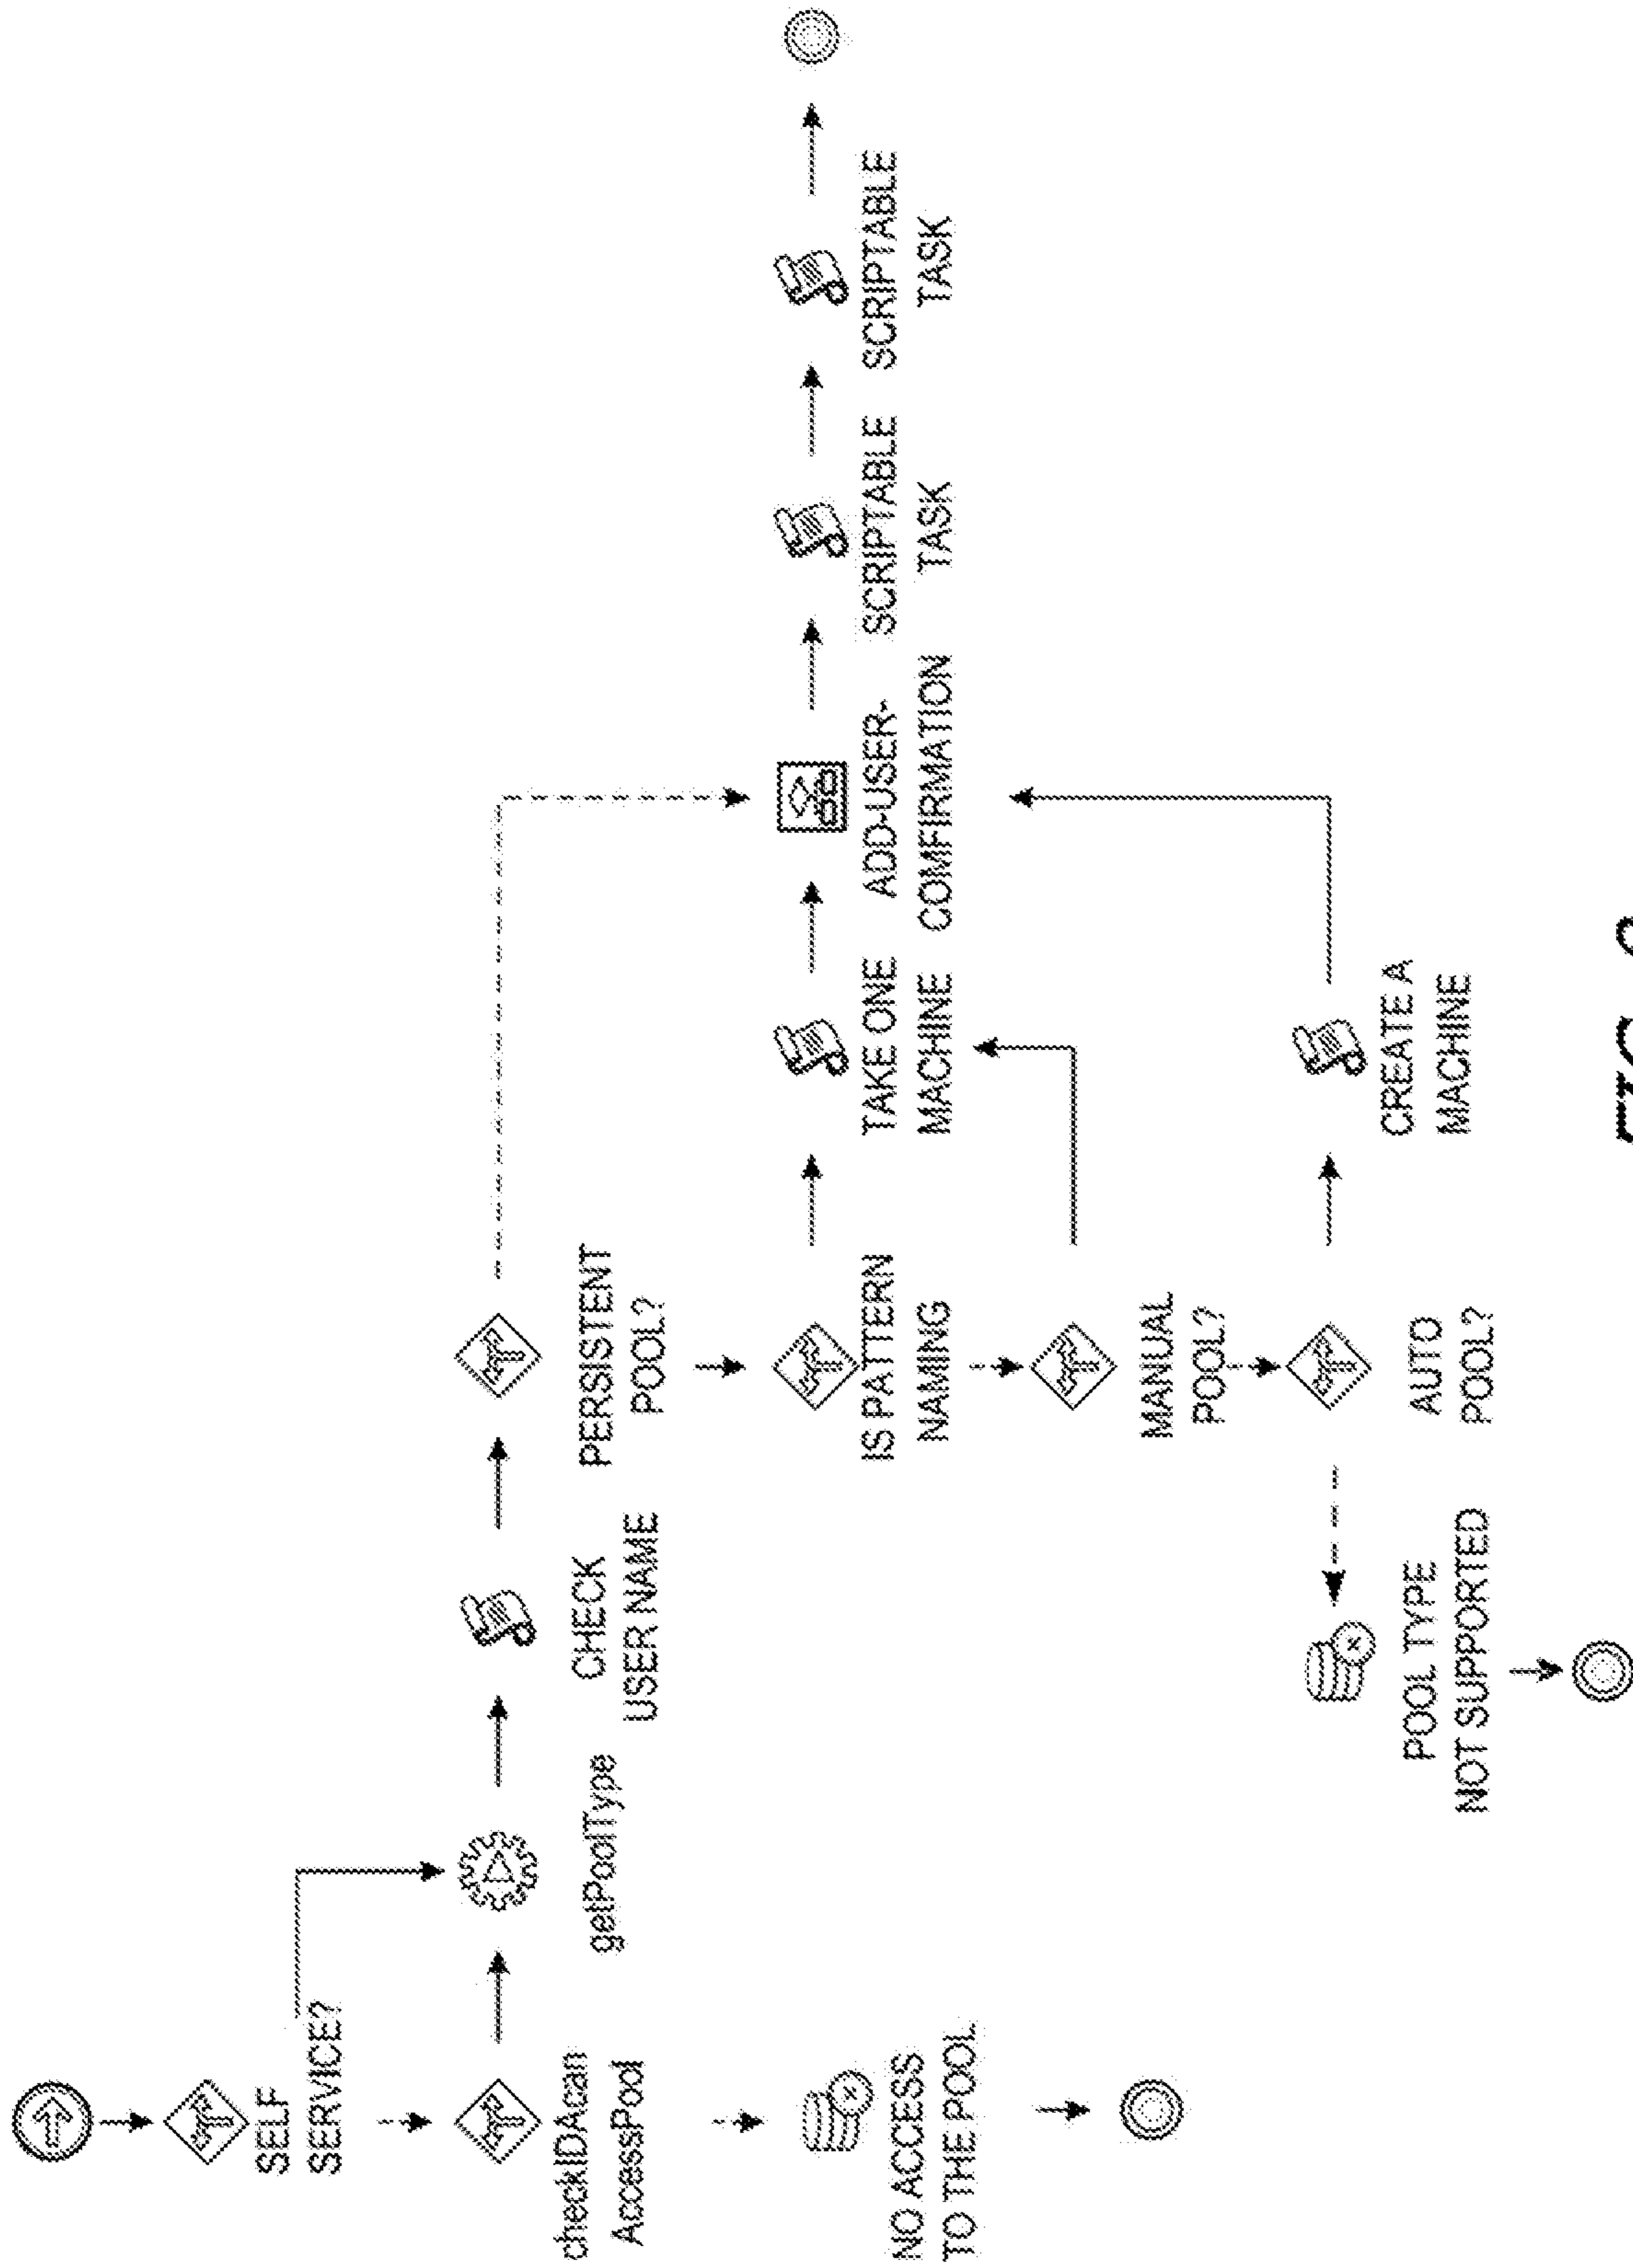 SELF
SERVICE?
checkIDAcan
AccessPool
NO ACCESS
TO THE POOL
getPoolType
CHECK
USER NAME
PERSISTENT
POOL?
IS PATTERN
NAMING
MANUAL
POOL?
AUTO
POOL?
POOL TYPE
NOT SUPPORTED
TAKE ONE
MACHINE
CREATE A
MACHINE
ADD-USER-
COMFIRMATION
SCRIPTABLE
TASK
SCRIPTABLE
TASK